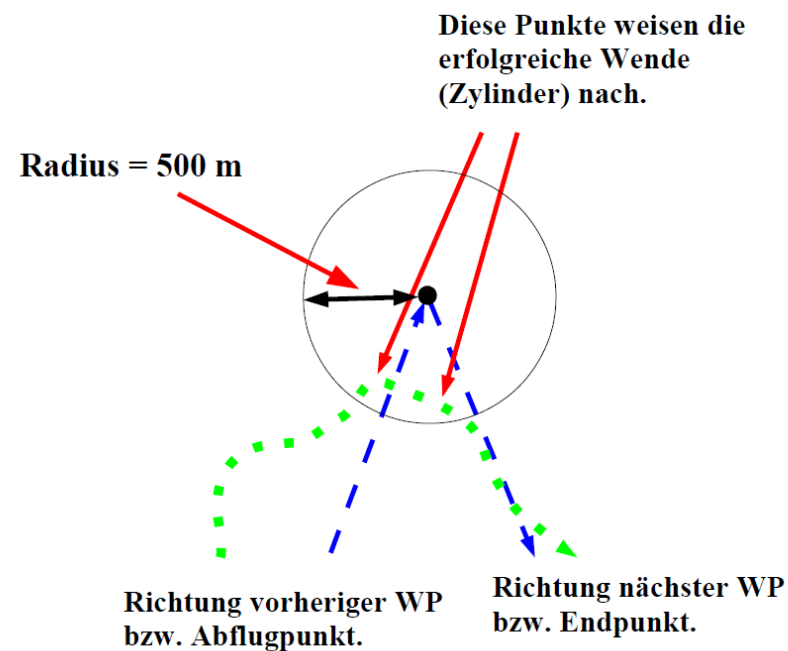 Diese Punkte weisen die
erfolgreiche Wende
(Zylinder) nach.
Radius = 500 m
Richtung vorheriger WP
bzw. Abflugpunkt.
Richtung nächster WP
bzw. Endpunkt.